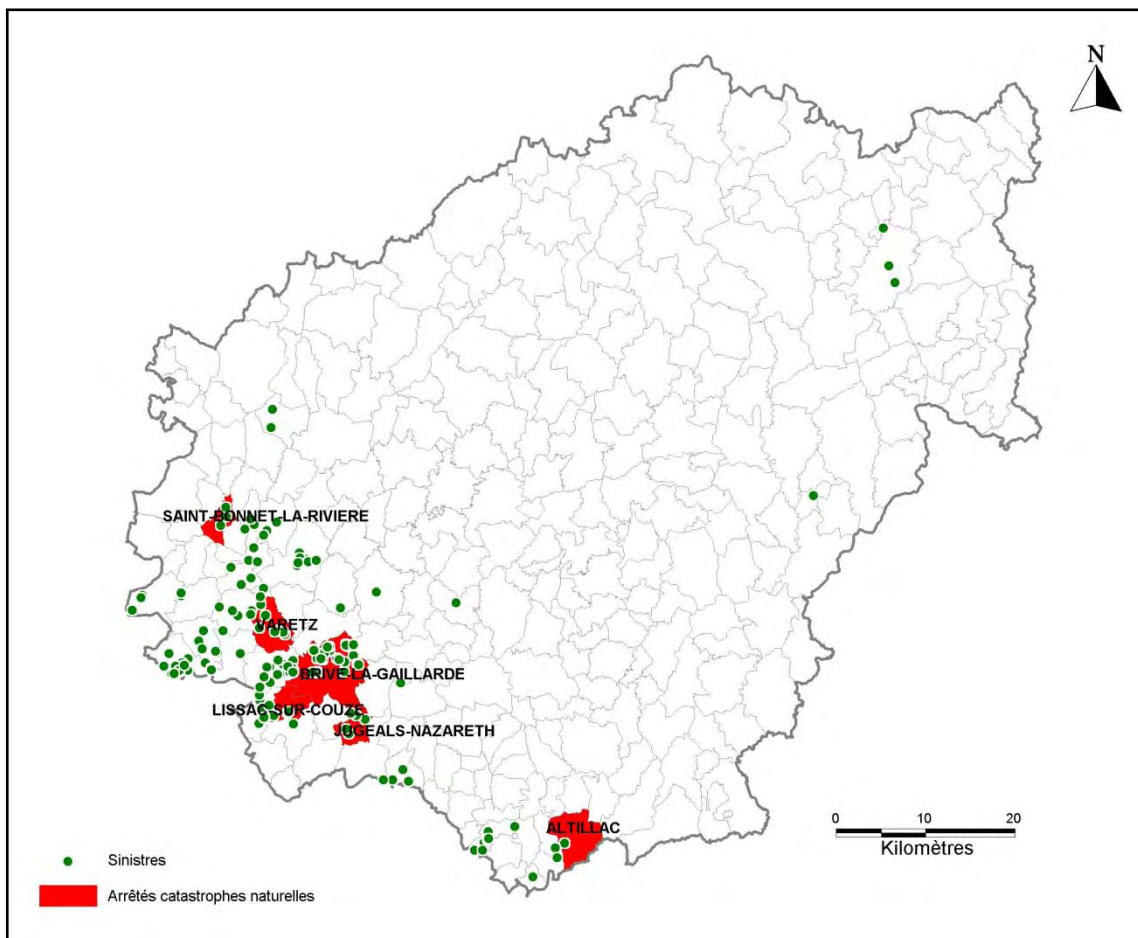 N
SAINT-BONNET-LA-RIVIERE
VARETZ
BRIVE-LA-GAILLARDE
LISSAC-SUR-COUZE
JUGEALS-NAZARETH
ALTILLAC
0 10 20
Kilomètres
Sinistres
Arrêtés catastrophes naturelles